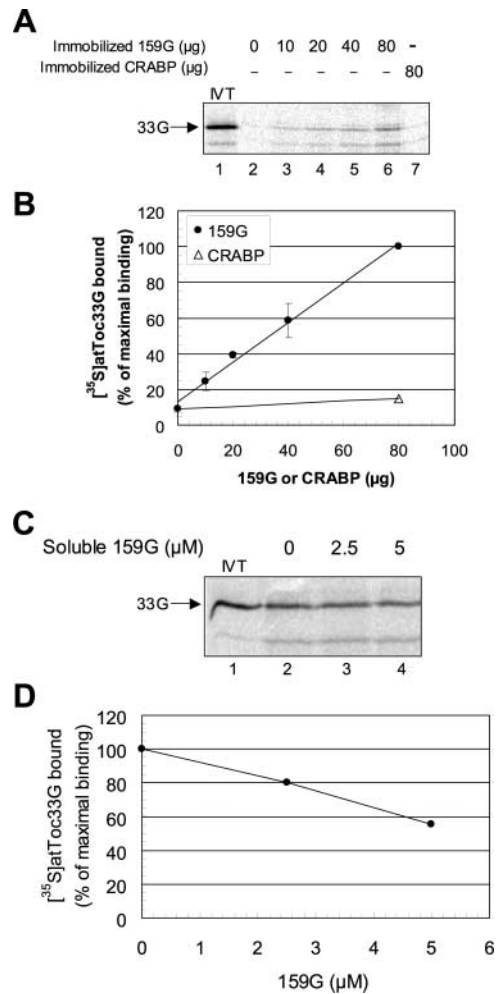 A
Immobilized 159G (µg) 0 10 20 40 80 -
Immobilized CRABP (µg) - - - - - 80
IVT
33G
1 2 3 4 5 6 7
B
[³⁵S]atToc33G bound
(% of maximal binding)
120
100
80
60
40
20
0
159G
CRABP
0 20 40 60 80 100
159G or CRABP (µg)
C
Soluble 159G (µM) 0 2.5 5
IVT
33G
1 2 3 4
D
[³⁵S]atToc33G bound
(% of maximal binding)
120
100
80
60
40
20
0
0 1 2 3 4 5 6
159G (µM)